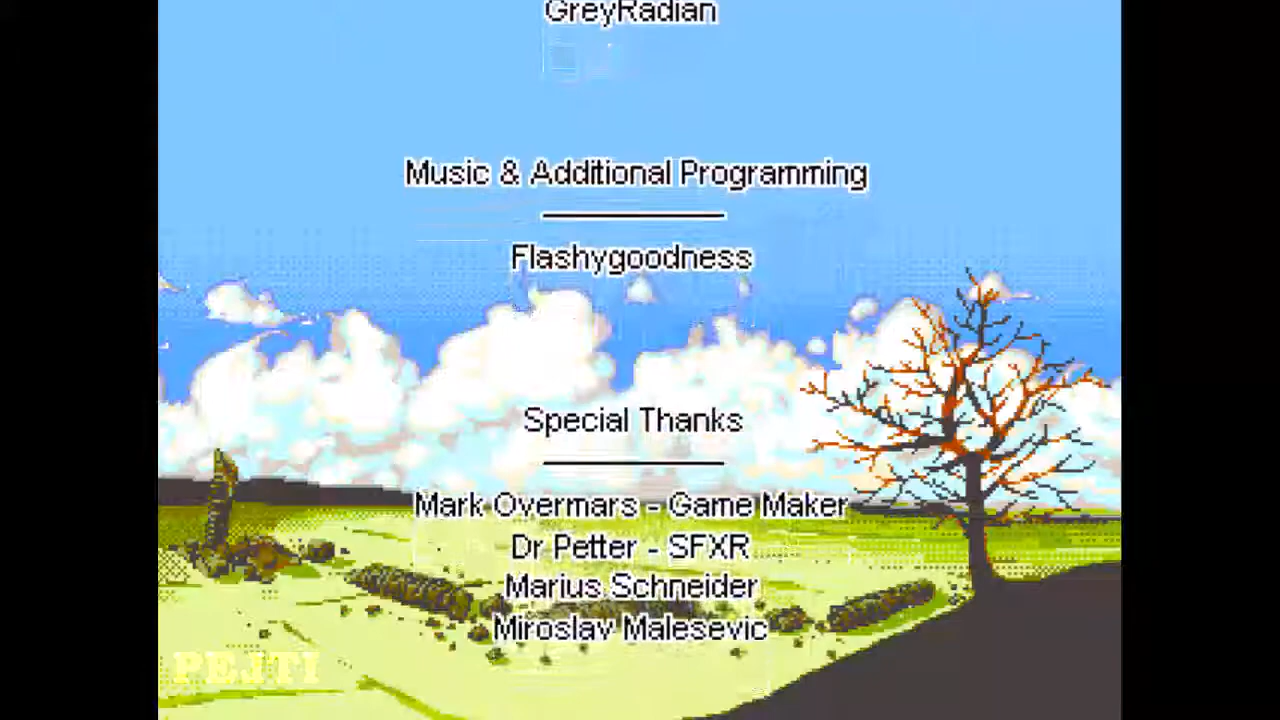 GreyRadian
Music & Additional Programming
Flashygoodness
Special Thanks
Mark Overmars - Game Maker
Dr Petter - SFXR
Marius Schneider
Miroslav Malesevic
PEJTI